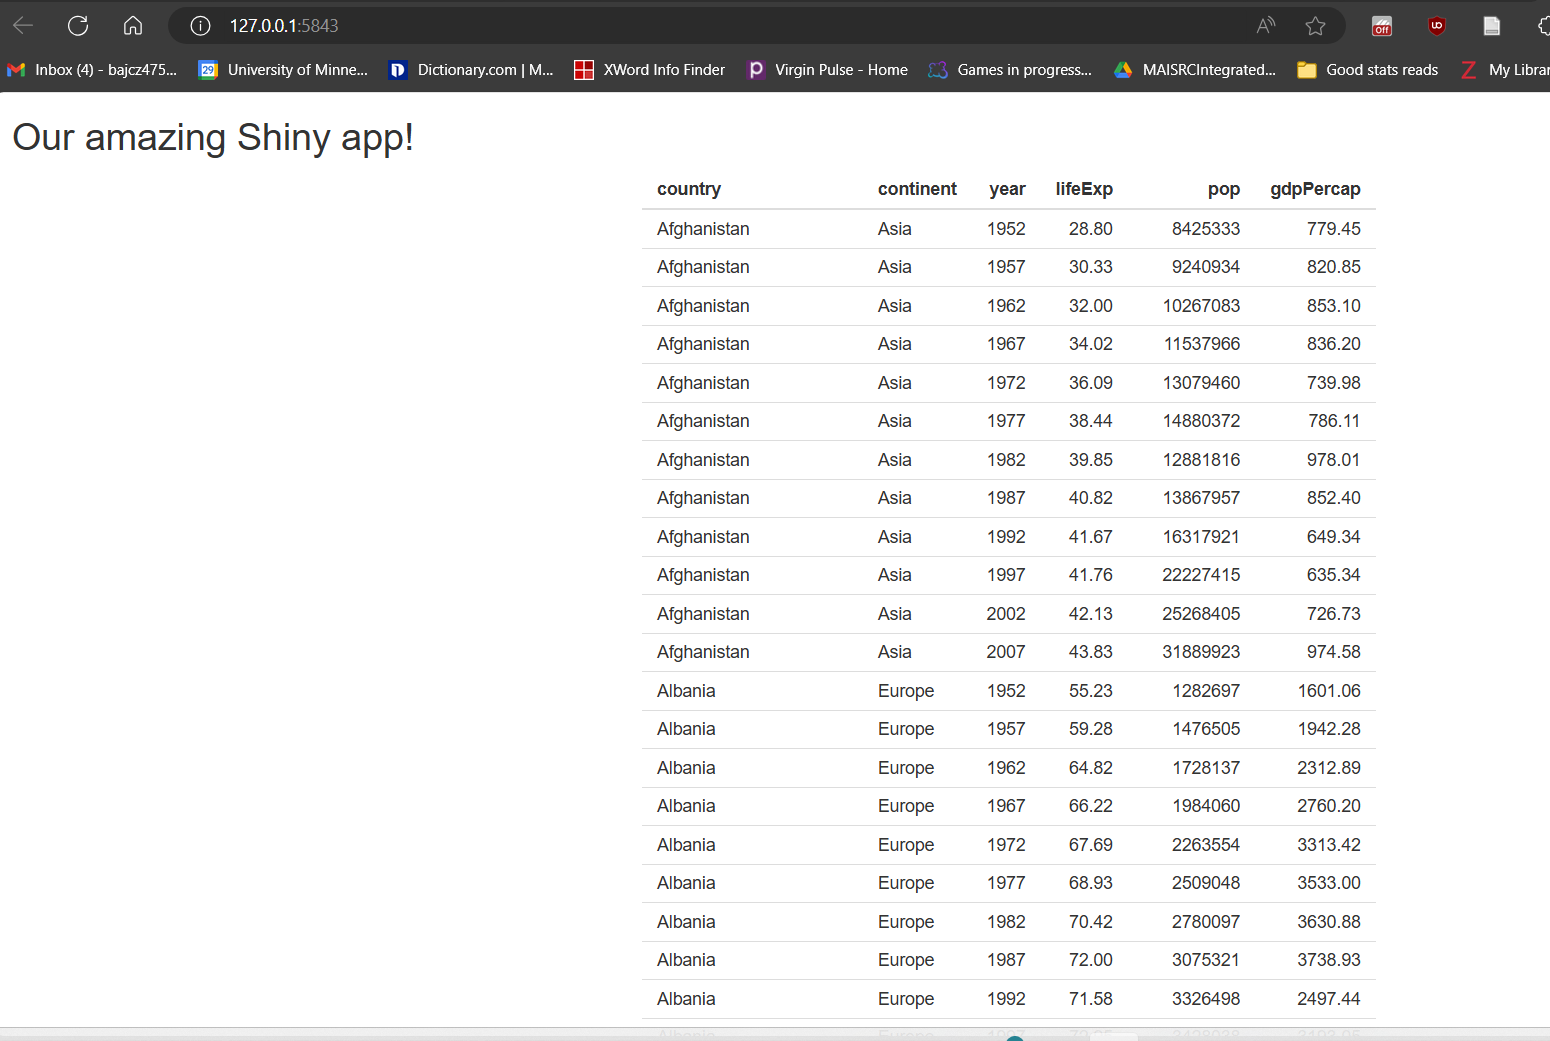 127.0.0.1:5843
Inbox (4) - bajcz475... University of Minne... Dictionary.com | M... XWord Info Finder Virgin Pulse - Home Games in progress... MAISRCIntegrated... Good stats reads My Librar
Our amazing Shiny app!
country continent year lifeExp pop gdpPercap
Afghanistan Asia 1952 28.80 8425333 779.45
Afghanistan Asia 1957 30.33 9240934 820.85
Afghanistan Asia 1962 32.00 10267083 853.10
Afghanistan Asia 1967 34.02 11537966 836.20
Afghanistan Asia 1972 36.09 13079460 739.98
Afghanistan Asia 1977 38.44 14880372 786.11
Afghanistan Asia 1982 39.85 12881816 978.01
Afghanistan Asia 1987 40.82 13867957 852.40
Afghanistan Asia 1992 41.67 16317921 649.34
Afghanistan Asia 1997 41.76 22227415 635.34
Afghanistan Asia 2002 42.13 25268405 726.73
Afghanistan Asia 2007 43.83 31889923 974.58
Albania Europe 1952 55.23 1282697 1601.06
Albania Europe 1957 59.28 1476505 1942.28
Albania Europe 1962 64.82 1728137 2312.89
Albania Europe 1967 66.22 1984060 2760.20
Albania Europe 1972 67.69 2263554 3313.42
Albania Europe 1977 68.93 2509048 3533.00
Albania Europe 1982 70.42 2780097 3630.88
Albania Europe 1987 72.00 3075321 3738.93
Albania Europe 1992 71.58 3326498 2497.44